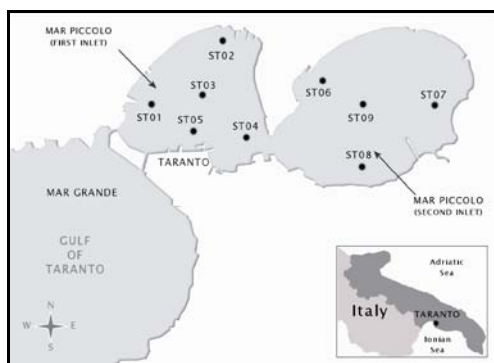 MAR PICCOLO
(FIRST INLET)
ST02
ST03
ST01
ST05
ST04
TARANTO
ST06
ST07
ST09
ST08
MAR PICCOLO
(SECOND INLET)
MAR GRANDE
GULF
OF
TARANTO
N
W E
S
Adriatic
Sea
Italy
TARANTO
Ionian
Sea